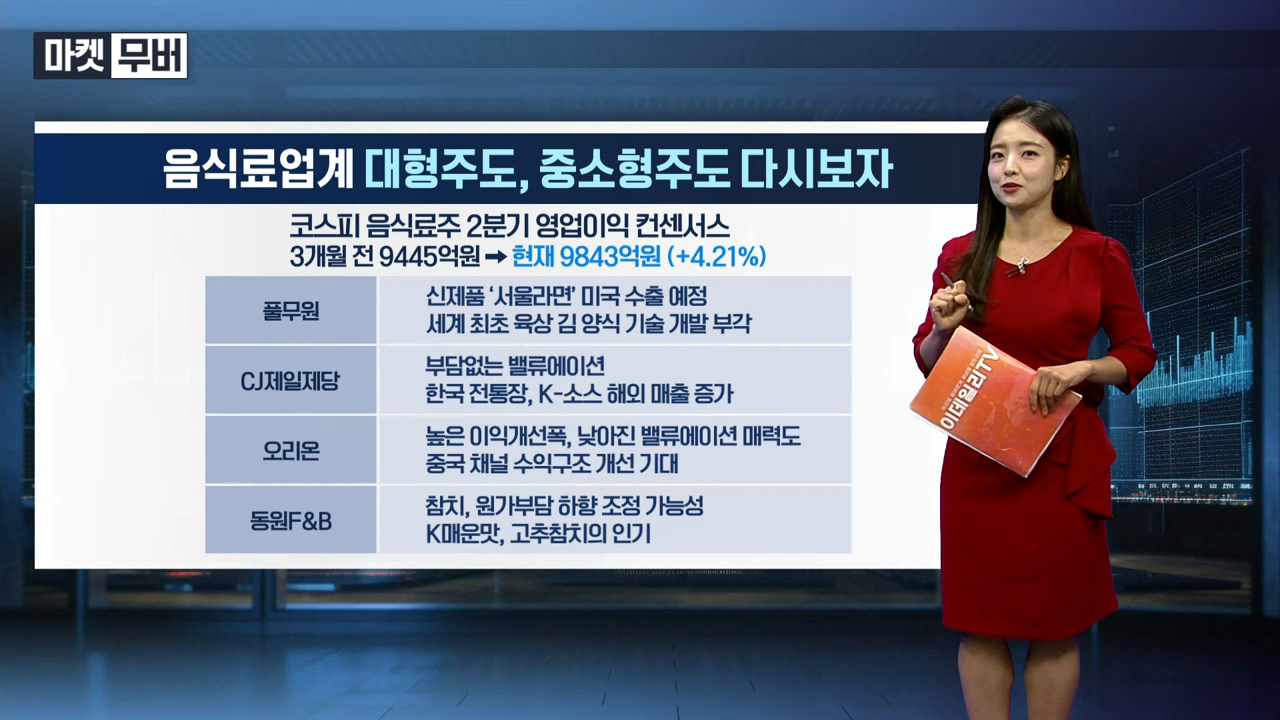 마켓 무버
음식료업계 대형주도, 중소형주도 다시보자
코스피 음식료주 2분기 영업이익 컨센서스
3개월 전 9445억원 ➡ 현재 9843억원 (+4.21%)
풀무원
신제품 ‘서울라면’ 미국 수출 예정
세계 최초 육상 김 양식 기술 개발 부각
CJ제일제당
부담없는 밸류에이션
한국 전통장, K-소스 해외 매출 증가
오리온
높은 이익개선폭, 낮아진 밸류에이션 매력도
중국 채널 수익구조 개선 기대
동원F&B
참치, 원가부담 하향 조정 가능성
K매운맛, 고추참치의 인기
이데일리TV